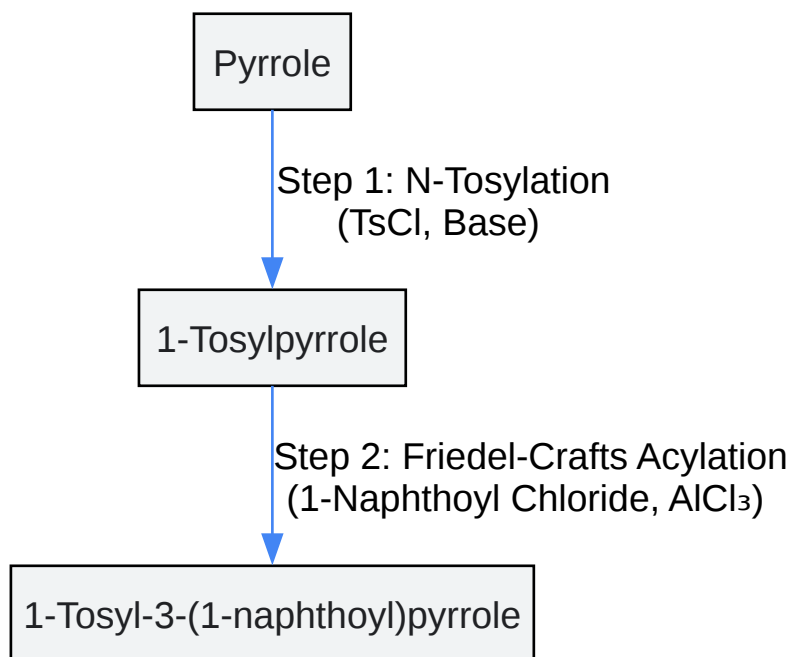 Pyrrole
Step 1: N-Tosylation
(TsCl, Base)
1-Tosylpyrrole
Step 2: Friedel-Crafts Acylation
(1-Naphthoyl Chloride, AlCl₃)
1-Tosyl-3-(1-naphthoyl)pyrrole